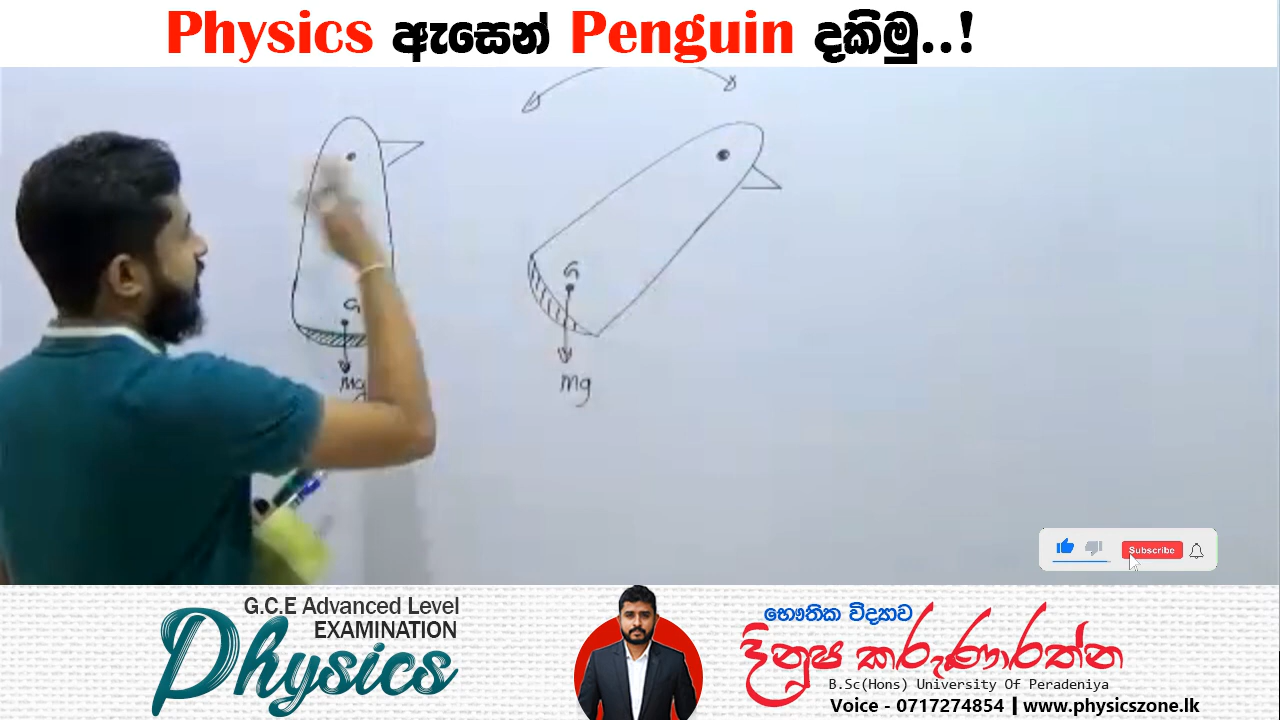 Physics ඇසෙන් Penguin දකිමු..!
G
mg
G
mg
Subscribe
G.C.E Advanced Level
EXAMINATION
Physics
භෞතික විද්‍යාව
දිනුෂ කරුණාරත්න
B.Sc(Hons) University Of Peradeniya
Voice - 0717274854 | www.physicszone.lk